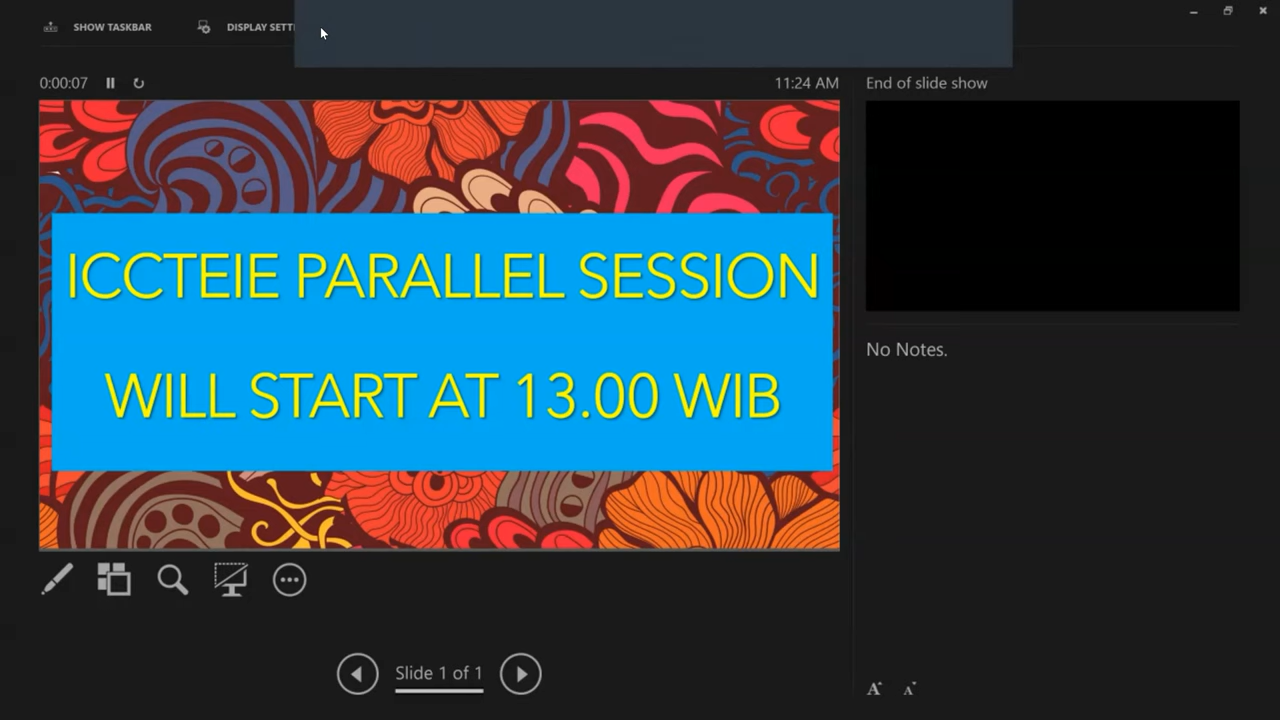 SHOW TASKBAR
DISPLAY SETT
0:00:07
11:24 AM
End of slide show
ICCTEIE PARALLEL SESSION
WILL START AT 13.00 WIB
No Notes.
Slide 1 of 1
A A